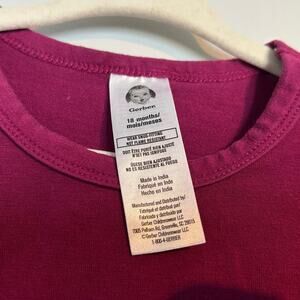 Gerber
18 months/
mois/meses
WEAR SNUG-FITTING
NOT FLAME RESISTANT
DOIT ÊTRE PORTÉ BIEN AJUSTÉ
N'EST PAS IGNIFUGE
QUEDE BIEN AJUSTADO
NO ES RESISTENTE AL FUEGO
Made in India
Fabriqué en Inde
Hecho en India
Manufactured and Distributed by/
Fabriqué et distribué par/
Fabricado y distribuido por
Gerber Childrenswear LLC
7005 Pelham Rd, Greenville, SC 29615
©Gerber Childrenswear LLC
1-800-4-GERBER